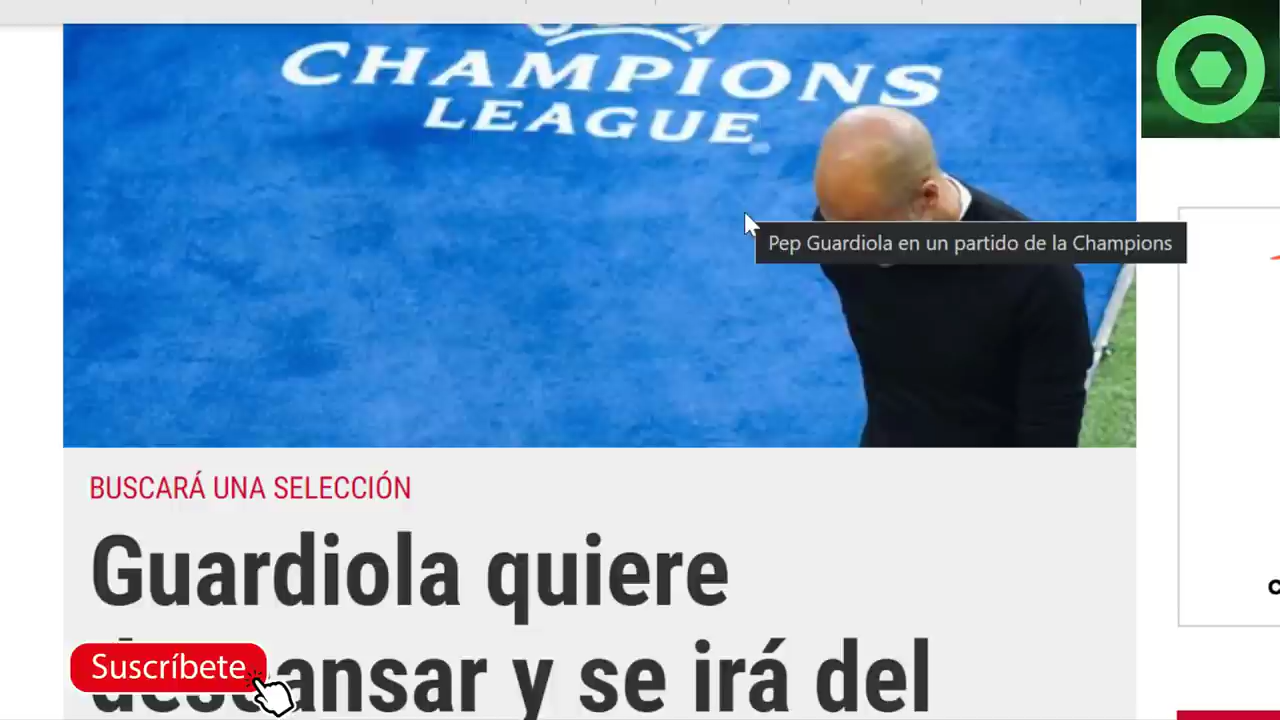 CHAMPIONS
LEAGUE
Pep Guardiola en un partido de la Champions
BUSCARÁ UNA SELECCIÓN
Guardiola quiere
descansar y se irá del
Suscríbete